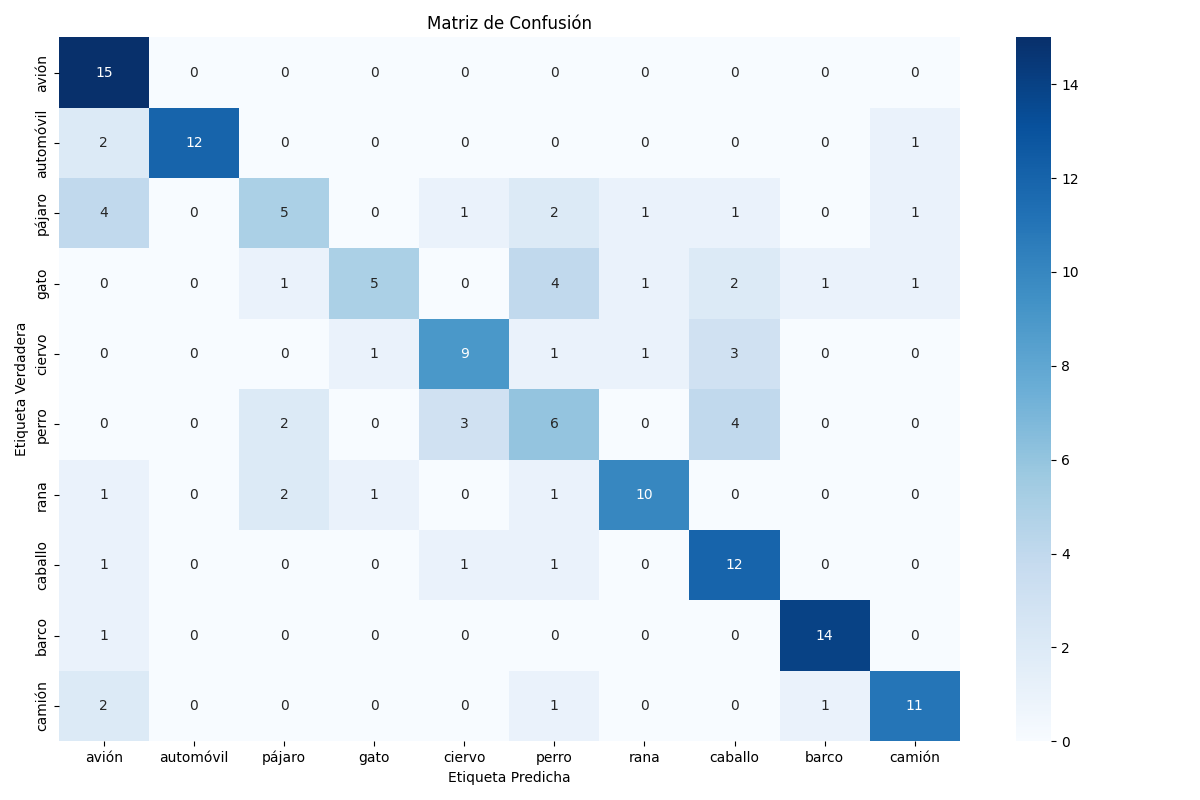 Matriz de Confusión
Etiqueta Verdadera
avión 15 0 0 0 0 0 0 0 0 0
automóvil 2 12 0 0 0 0 0 0 0 1
pájaro 4 0 5 0 1 2 1 1 0 1
gato 0 0 1 5 0 4 1 2 1 1
ciervo 0 0 0 1 9 1 1 3 0 0
perro 0 0 2 0 3 6 0 4 0 0
rana 1 0 2 1 0 1 10 0 0 0
caballo 1 0 0 0 1 1 0 12 0 0
barco 1 0 0 0 0 0 0 0 14 0
camión 2 0 0 0 0 1 0 0 1 11
avión automóvil pájaro gato ciervo perro rana caballo barco camión
Etiqueta Predicha
14
12
10
8
6
4
2
0